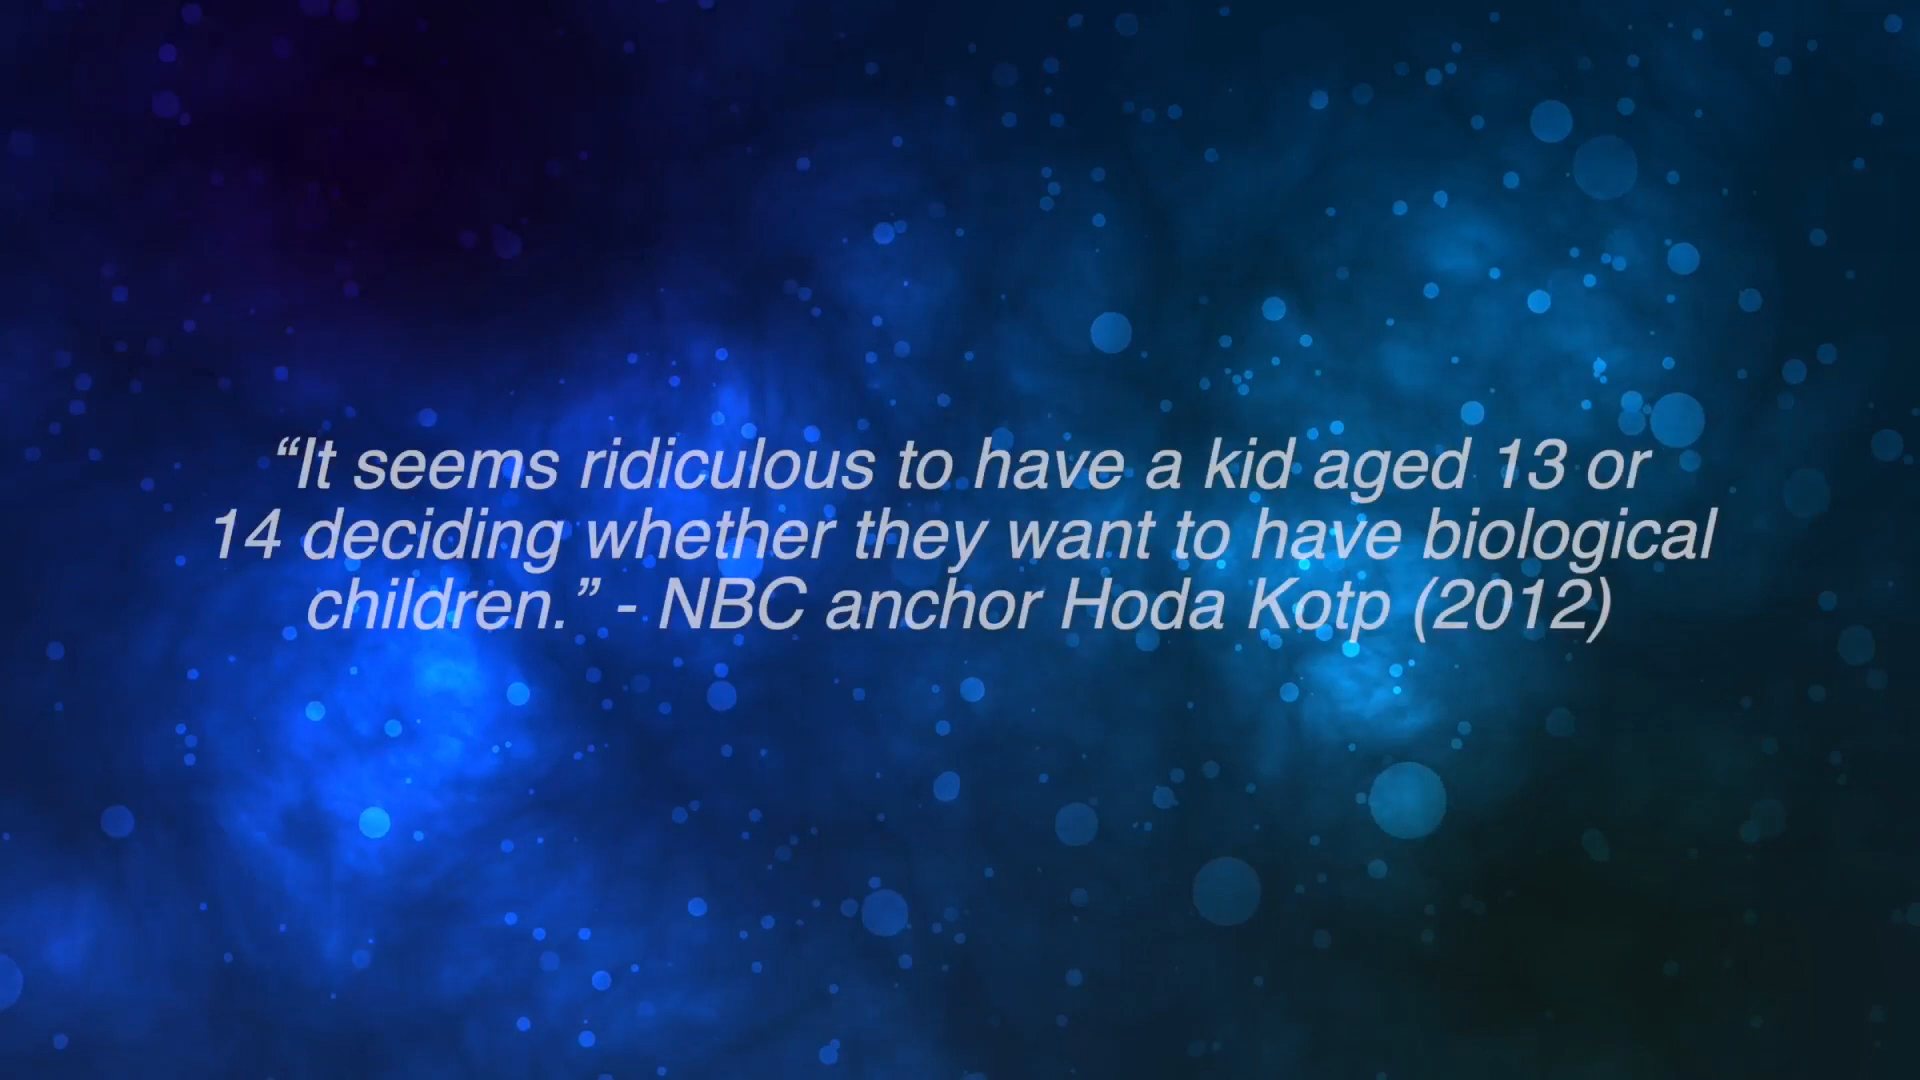 “It seems ridiculous to have a kid aged 13 or
14 deciding whether they want to have biological
children.” - NBC anchor Hoda Kotp (2012)